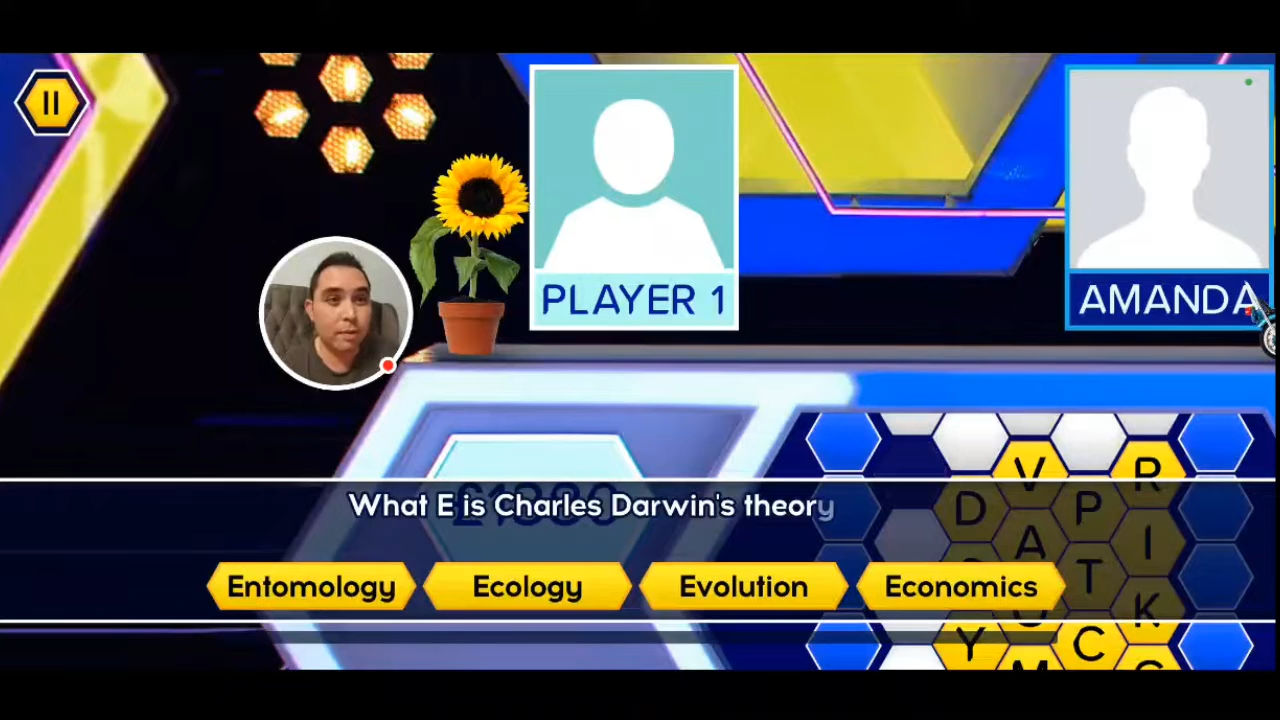 PLAYER 1
AMANDA
What E is Charles Darwin's theory
Entomology
Ecology
Evolution
Economics
V
R
D
P
A
I
T
K
Y
C